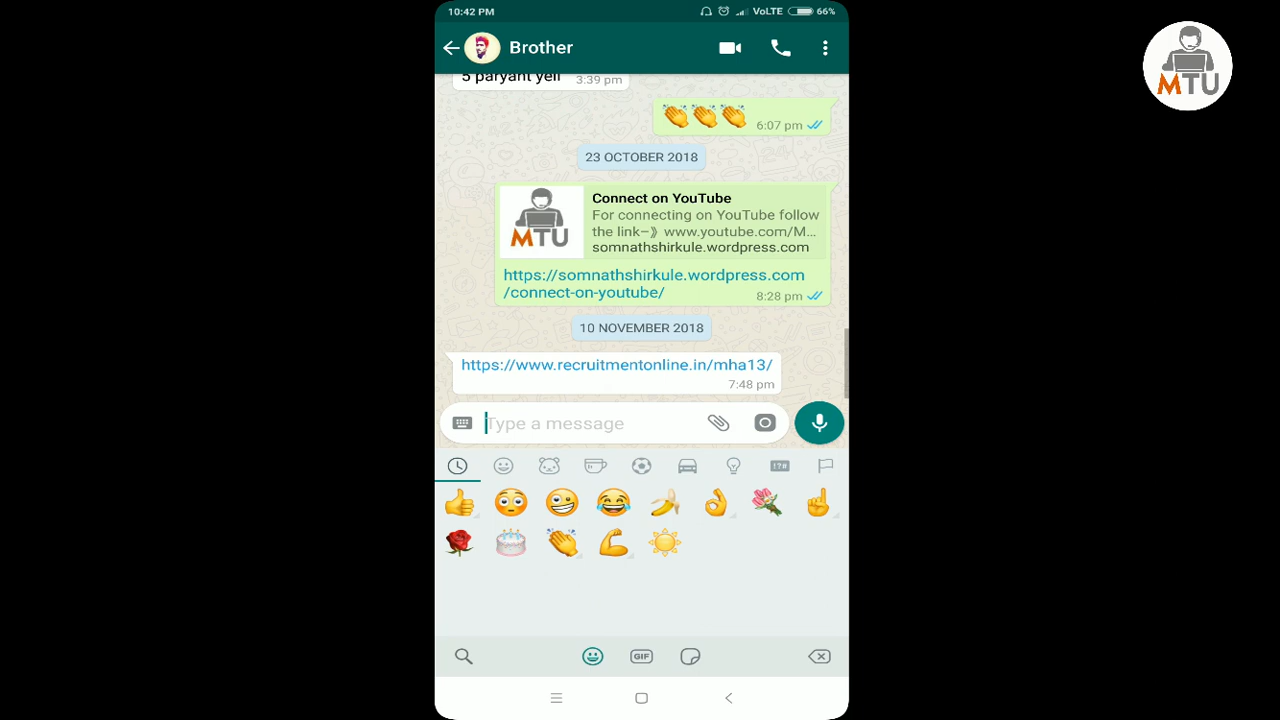 10:42 PM
VoLTE 66%
MTU
Brother
5 paryant yeil 3:39 pm
6:07 pm
23 OCTOBER 2018
Connect on YouTube
For connecting on YouTube follow
the link–》 www.youtube.com/M...
somnathshirkule.wordpress.com
MTU
https://somnathshirkule.wordpress.com
/connect-on-youtube/
8:28 pm
10 NOVEMBER 2018
https://www.recruitmentonline.in/mha13/
7:48 pm
Type a message
!?#
GIF